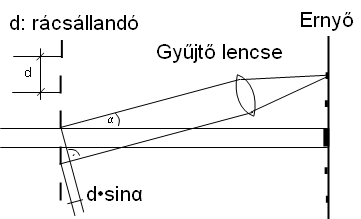 d: rácsállandó
Ernyő
Gyűjtő lencse
d
α
d•sinα